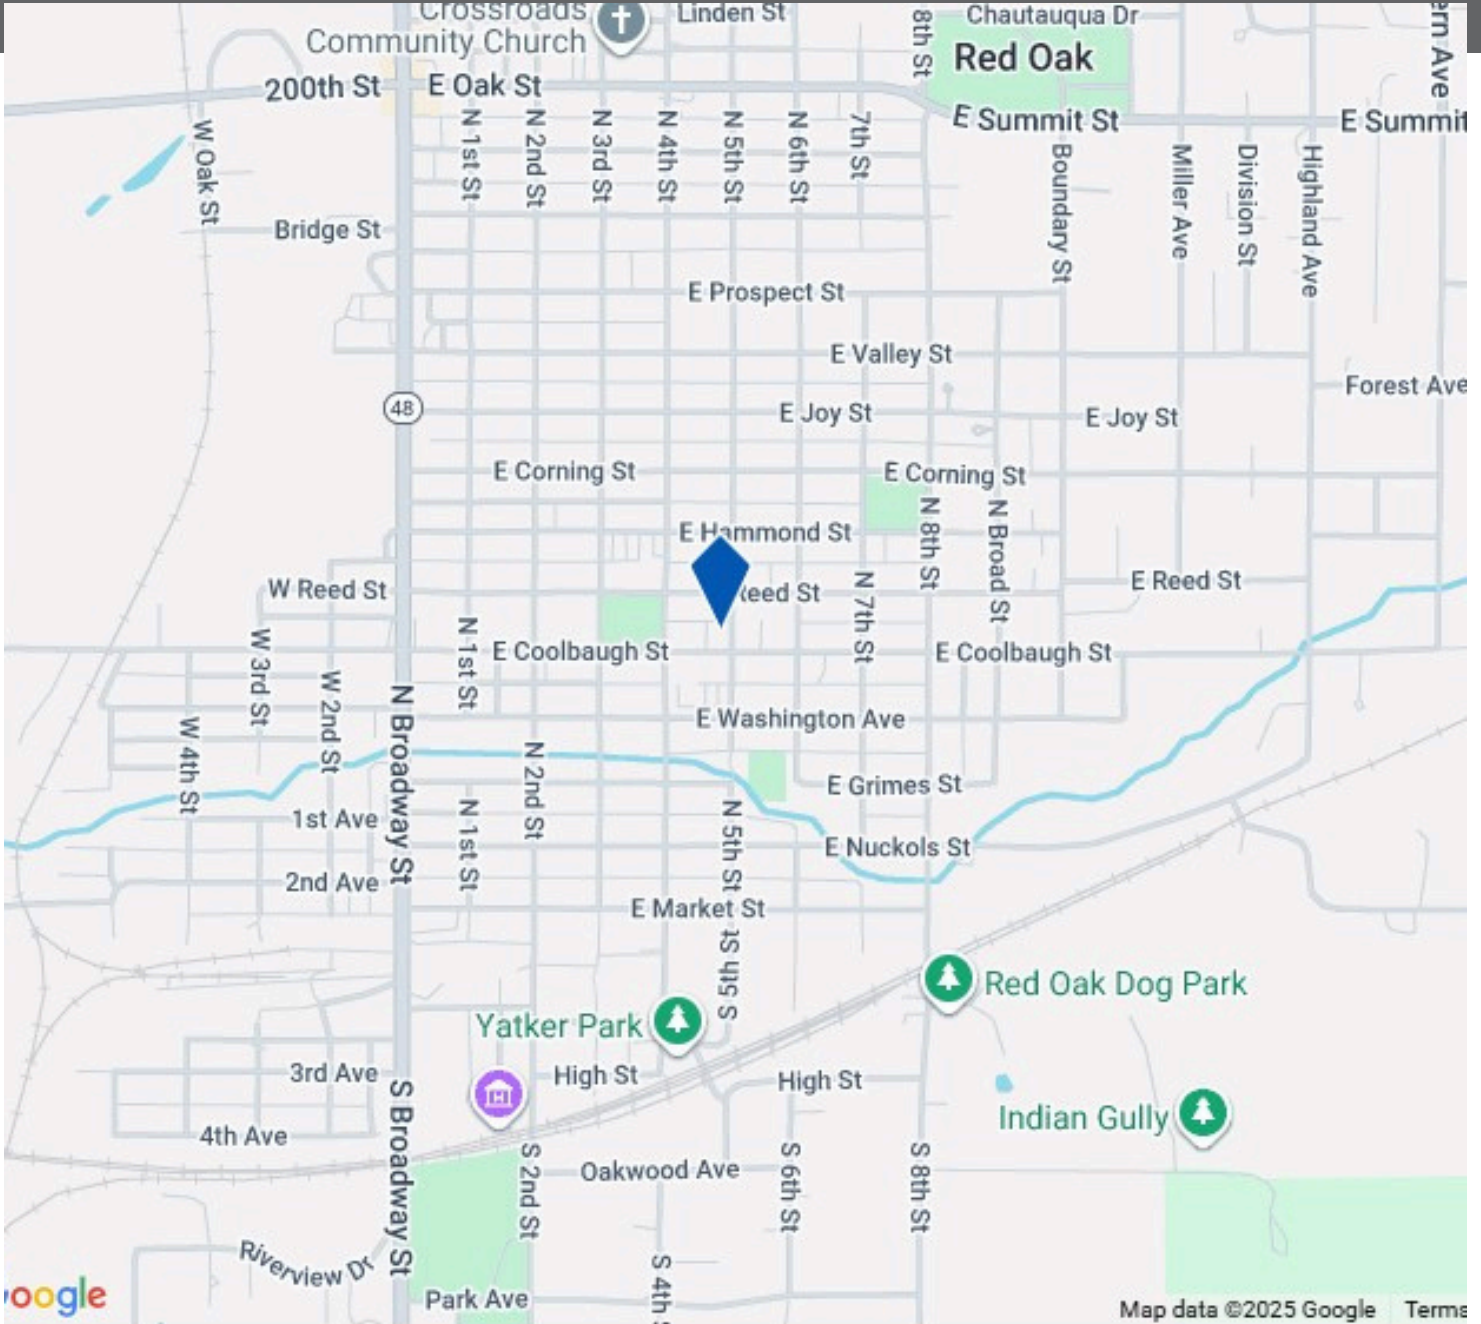 Crossroads
Community Church
Linden St
8th St
Chautauqua Dr
Red Oak
ern Ave
200th St
E Oak St
E Summit St
E Summit
W Oak St
N 1st St
N 2nd St
N 3rd St
N 4th St
N 5th St
N 6th St
7th St
Boundary St
Miller Ave
Division St
Highland Ave
Bridge St
E Prospect St
E Valley St
Forest Ave
48
E Joy St
E Joy St
E Corning St
E Corning St
E Hammond St
N 8th St
N Broad St
W Reed St
Reed St
N 7th St
E Reed St
W 3rd St
N 1st St
E Coolbaugh St
E Coolbaugh St
W 2nd St
N Broadway St
W 4th St
E Washington Ave
N 2nd St
E Grimes St
1st Ave
N 1st St
N 5th St
E Nuckols St
2nd Ave
E Market St
S 5th St
Red Oak Dog Park
Yatker Park
3rd Ave
High St
High St
S Broadway St
H
Indian Gully
4th Ave
S 2nd St
Oakwood Ave
S 6th St
S 8th St
Riverview Dr
S 4th S
Park Ave
oogle
Map data ©2025 Google
Terms